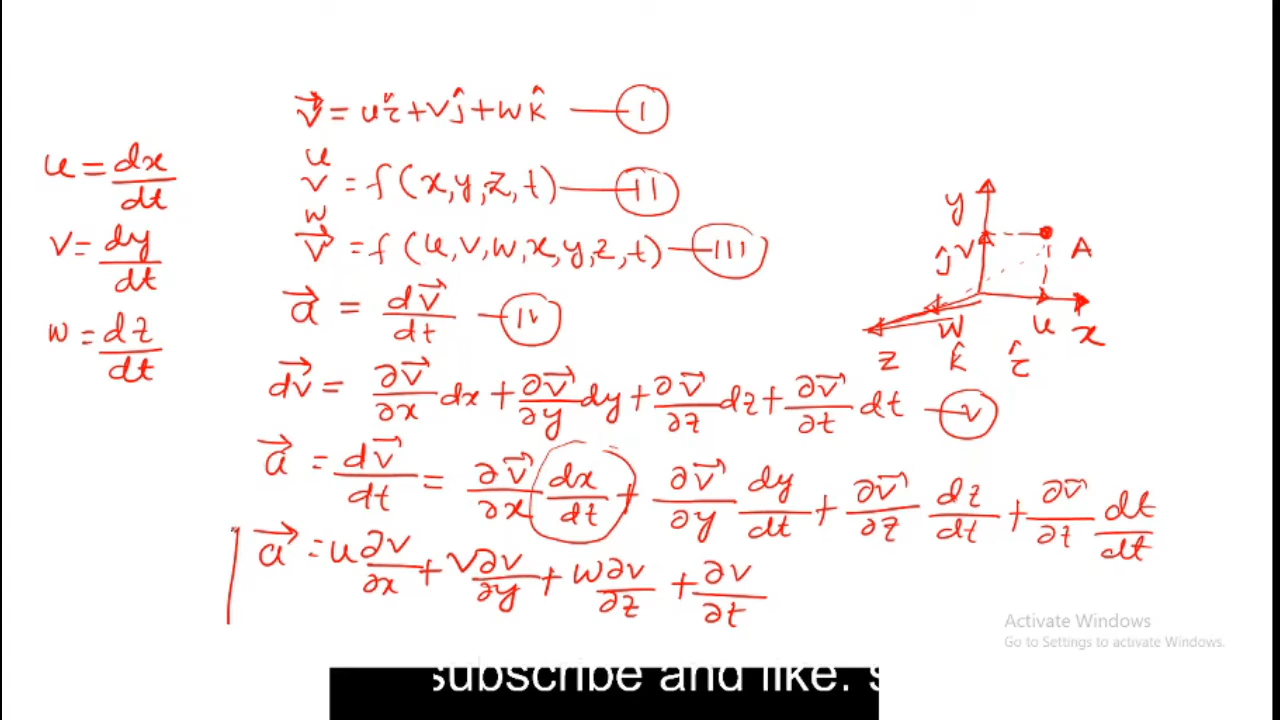 V⃗ = uî + vĵ + wk̂ — I
u
v = f(x,y,z,t) — II
w
V⃗ = f(u,v,w,x,y,z,t) — III
a⃗ = dV⃗/dt — IV
dV⃗ = ∂V⃗/∂x dx + ∂V⃗/∂y dy + ∂V⃗/∂z dz + ∂V⃗/∂t dt — V
a⃗ = dV⃗/dt = ∂V⃗/∂x dx/dt + ∂V⃗/∂y dy/dt + ∂V⃗/∂z dz/dt + ∂V⃗/∂z dt/dt
a⃗ = u∂v/∂x + v∂v/∂y + w∂v/∂z + ∂v/∂t
u = dx/dt
v = dy/dt
w = dz/dt
y
ĵ v A
w u x
z k̂ î
Activate Windows
Go to Settings to activate Windows.
subscribe and like. s